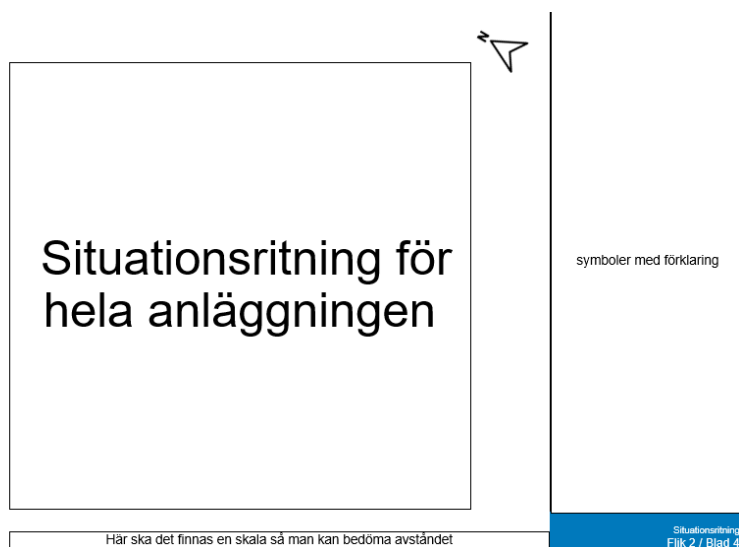 N
Situationsritning för
hela anläggningen
symboler med förklaring
Här ska det finnas en skala så man kan bedöma avståndet
Situationsritning
Flik 2 / Blad 4